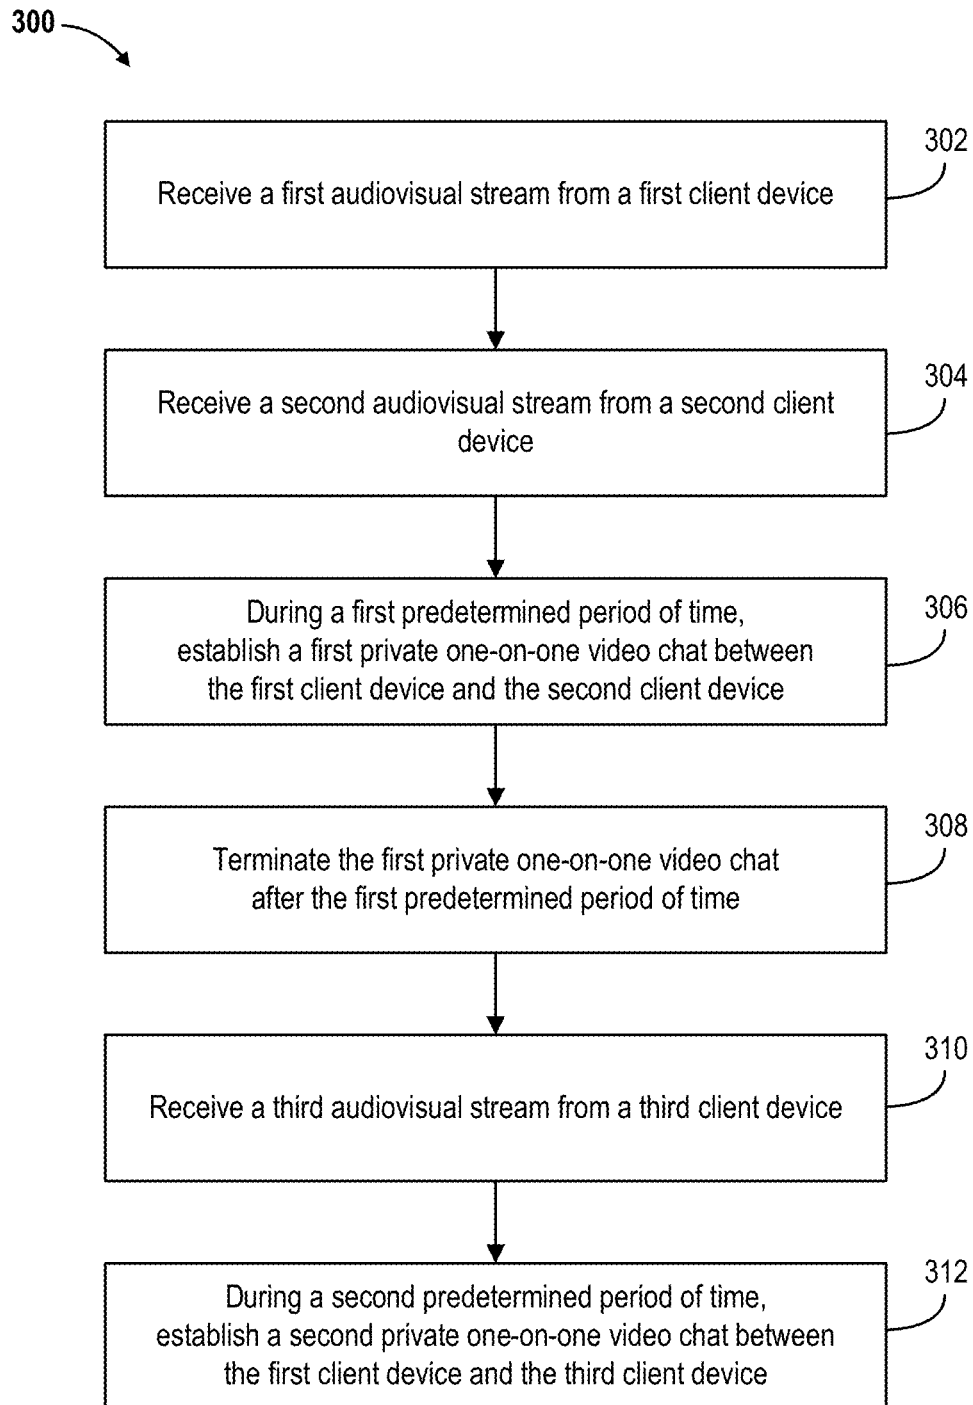 300
302
Receive a first audiovisual stream from a first client device
304
Receive a second audiovisual stream from a second client
device
306
During a first predetermined period of time,
establish a first private one-on-one video chat between
the first client device and the second client device
308
Terminate the first private one-on-one video chat
after the first predetermined period of time
310
Receive a third audiovisual stream from a third client device
312
During a second predetermined period of time,
establish a second private one-on-one video chat between
the first client device and the third client device